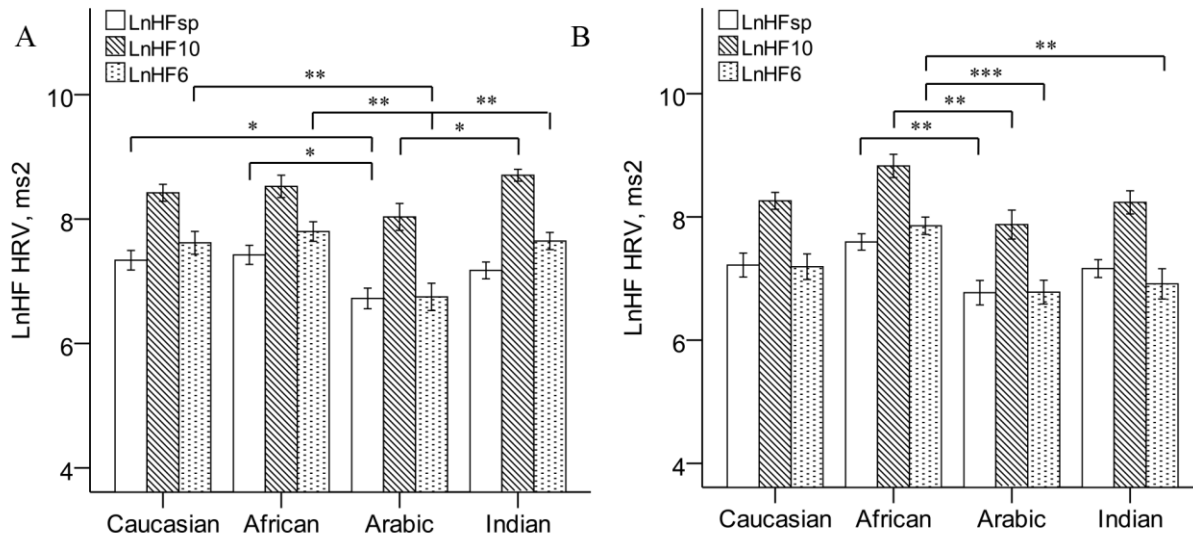 A
LnHFsp
LnHF10
LnHF6
LnHF HRV, ms2
10
8
6
4
**
**
**
*
*
*
Caucasian
African
Arabic
Indian
B
LnHFsp
LnHF10
LnHF6
LnHF HRV, ms2
10
8
6
4
**
***
**
**
Caucasian
African
Arabic
Indian